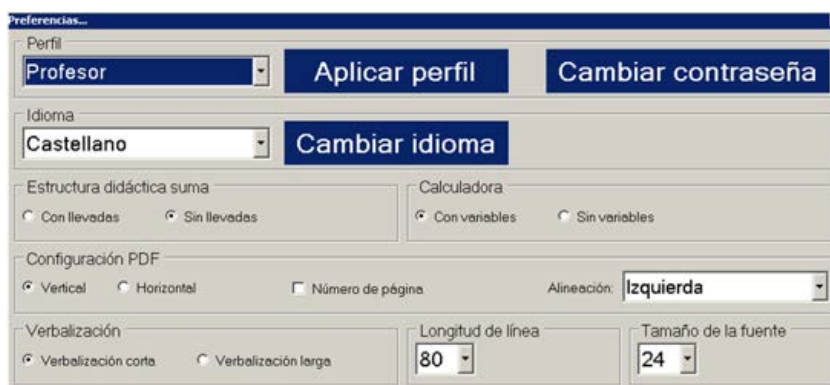 Preferencias...
Perfil
Profesor Aplicar perfil Cambiar contraseña
Idioma
Castellano Cambiar idioma
Estructura didáctica suma Calculadora
Con llevadas Sin llevadas Con variables Sin variables
Configuración PDF
Vertical Horizontal Número de página Alineación: Izquierda
Verbalización Longitud de línea Tamaño de la fuente
Verbalización corta Verbalización larga 80 24